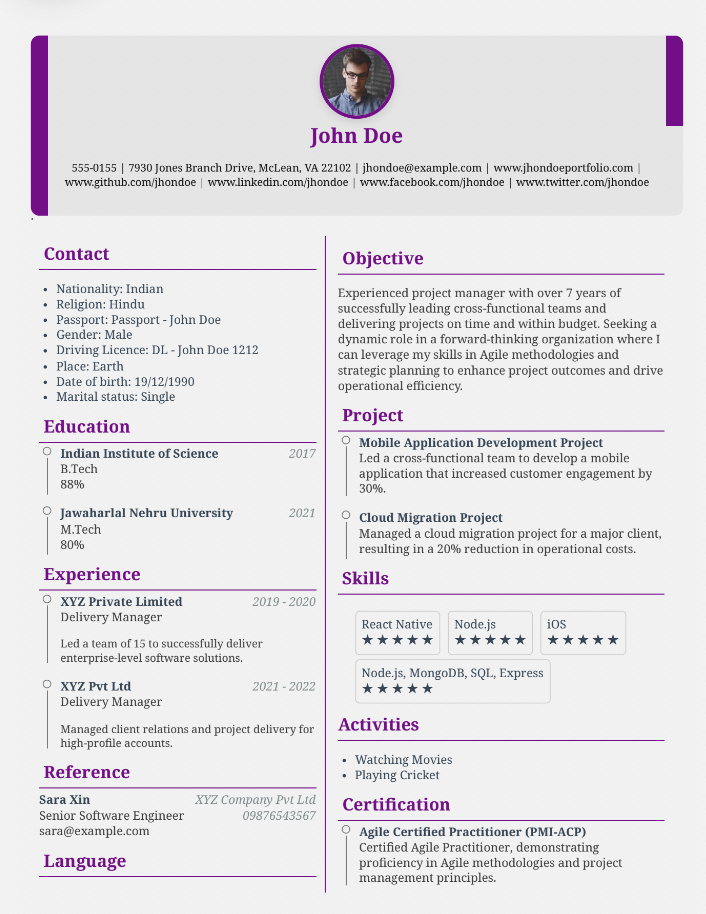 John Doe
555-0155 | 7930 Jones Branch Drive, McLean, VA 22102 | jhondoe@example.com | www.jhondoeportfolio.com |
www.github.com/jhondoe | www.linkedin.com/jhondoe | www.facebook.com/jhondoe | www.twitter.com/jhondoe
Contact
• Nationality: Indian
• Religion: Hindu
• Passport: Passport - John Doe
• Gender: Male
• Driving Licence: DL - John Doe 1212
• Place: Earth
• Date of birth: 19/12/1990
• Marital status: Single
Education
Indian Institute of Science 2017
B.Tech
88%
Jawaharlal Nehru University 2021
M.Tech
80%
Experience
XYZ Private Limited 2019 - 2020
Delivery Manager
Led a team of 15 to successfully deliver
enterprise-level software solutions.
XYZ Pvt Ltd 2021 - 2022
Delivery Manager
Managed client relations and project delivery for
high-profile accounts.
Reference
Sara Xin XYZ Company Pvt Ltd
Senior Software Engineer 09876543567
sara@example.com
Language
Objective
Experienced project manager with over 7 years of
successfully leading cross-functional teams and
delivering projects on time and within budget. Seeking a
dynamic role in a forward-thinking organization where I
can leverage my skills in Agile methodologies and
strategic planning to enhance project outcomes and drive
operational efficiency.
Project
Mobile Application Development Project
Led a cross-functional team to develop a mobile
application that increased customer engagement by
30%.
Cloud Migration Project
Managed a cloud migration project for a major client,
resulting in a 20% reduction in operational costs.
Skills
React Native Node.js iOS
★★★★★ ★★★★★ ★★★★★
Node.js, MongoDB, SQL, Express
★★★★★
Activities
• Watching Movies
• Playing Cricket
Certification
Agile Certified Practitioner (PMI-ACP)
Certified Agile Practitioner, demonstrating
proficiency in Agile methodologies and project
management principles.